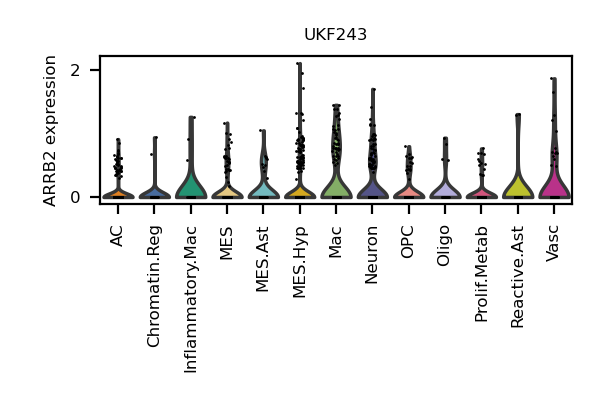 UKF243
ARRB2 expression
2
0
AC
Chromatin.Reg
Inflammatory.Mac
MES
MES.Ast
MES.Hyp
Mac
Neuron
OPC
Oligo
Prolif.Metab
Reactive.Ast
Vasc